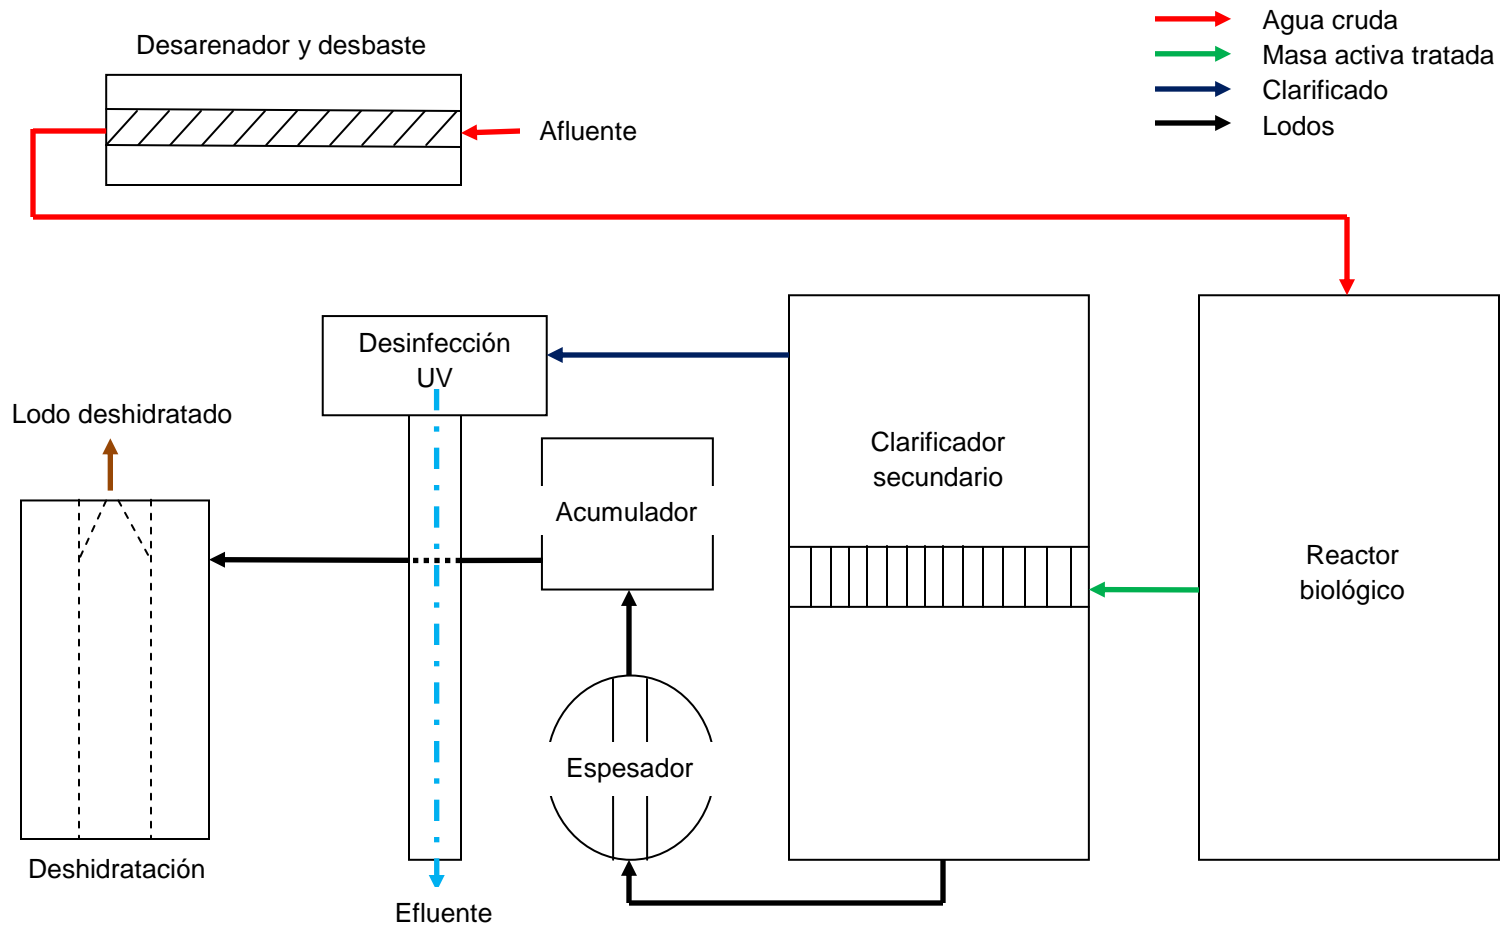 Agua cruda
Desarenador y desbaste
Masa activa tratada
Clarificado
Afluente
Lodos
Desinfección
UV
Lodo deshidratado
Clarificador
secundario
Acumulador
Reactor
biológico
Espesador
Deshidratación
Efluente